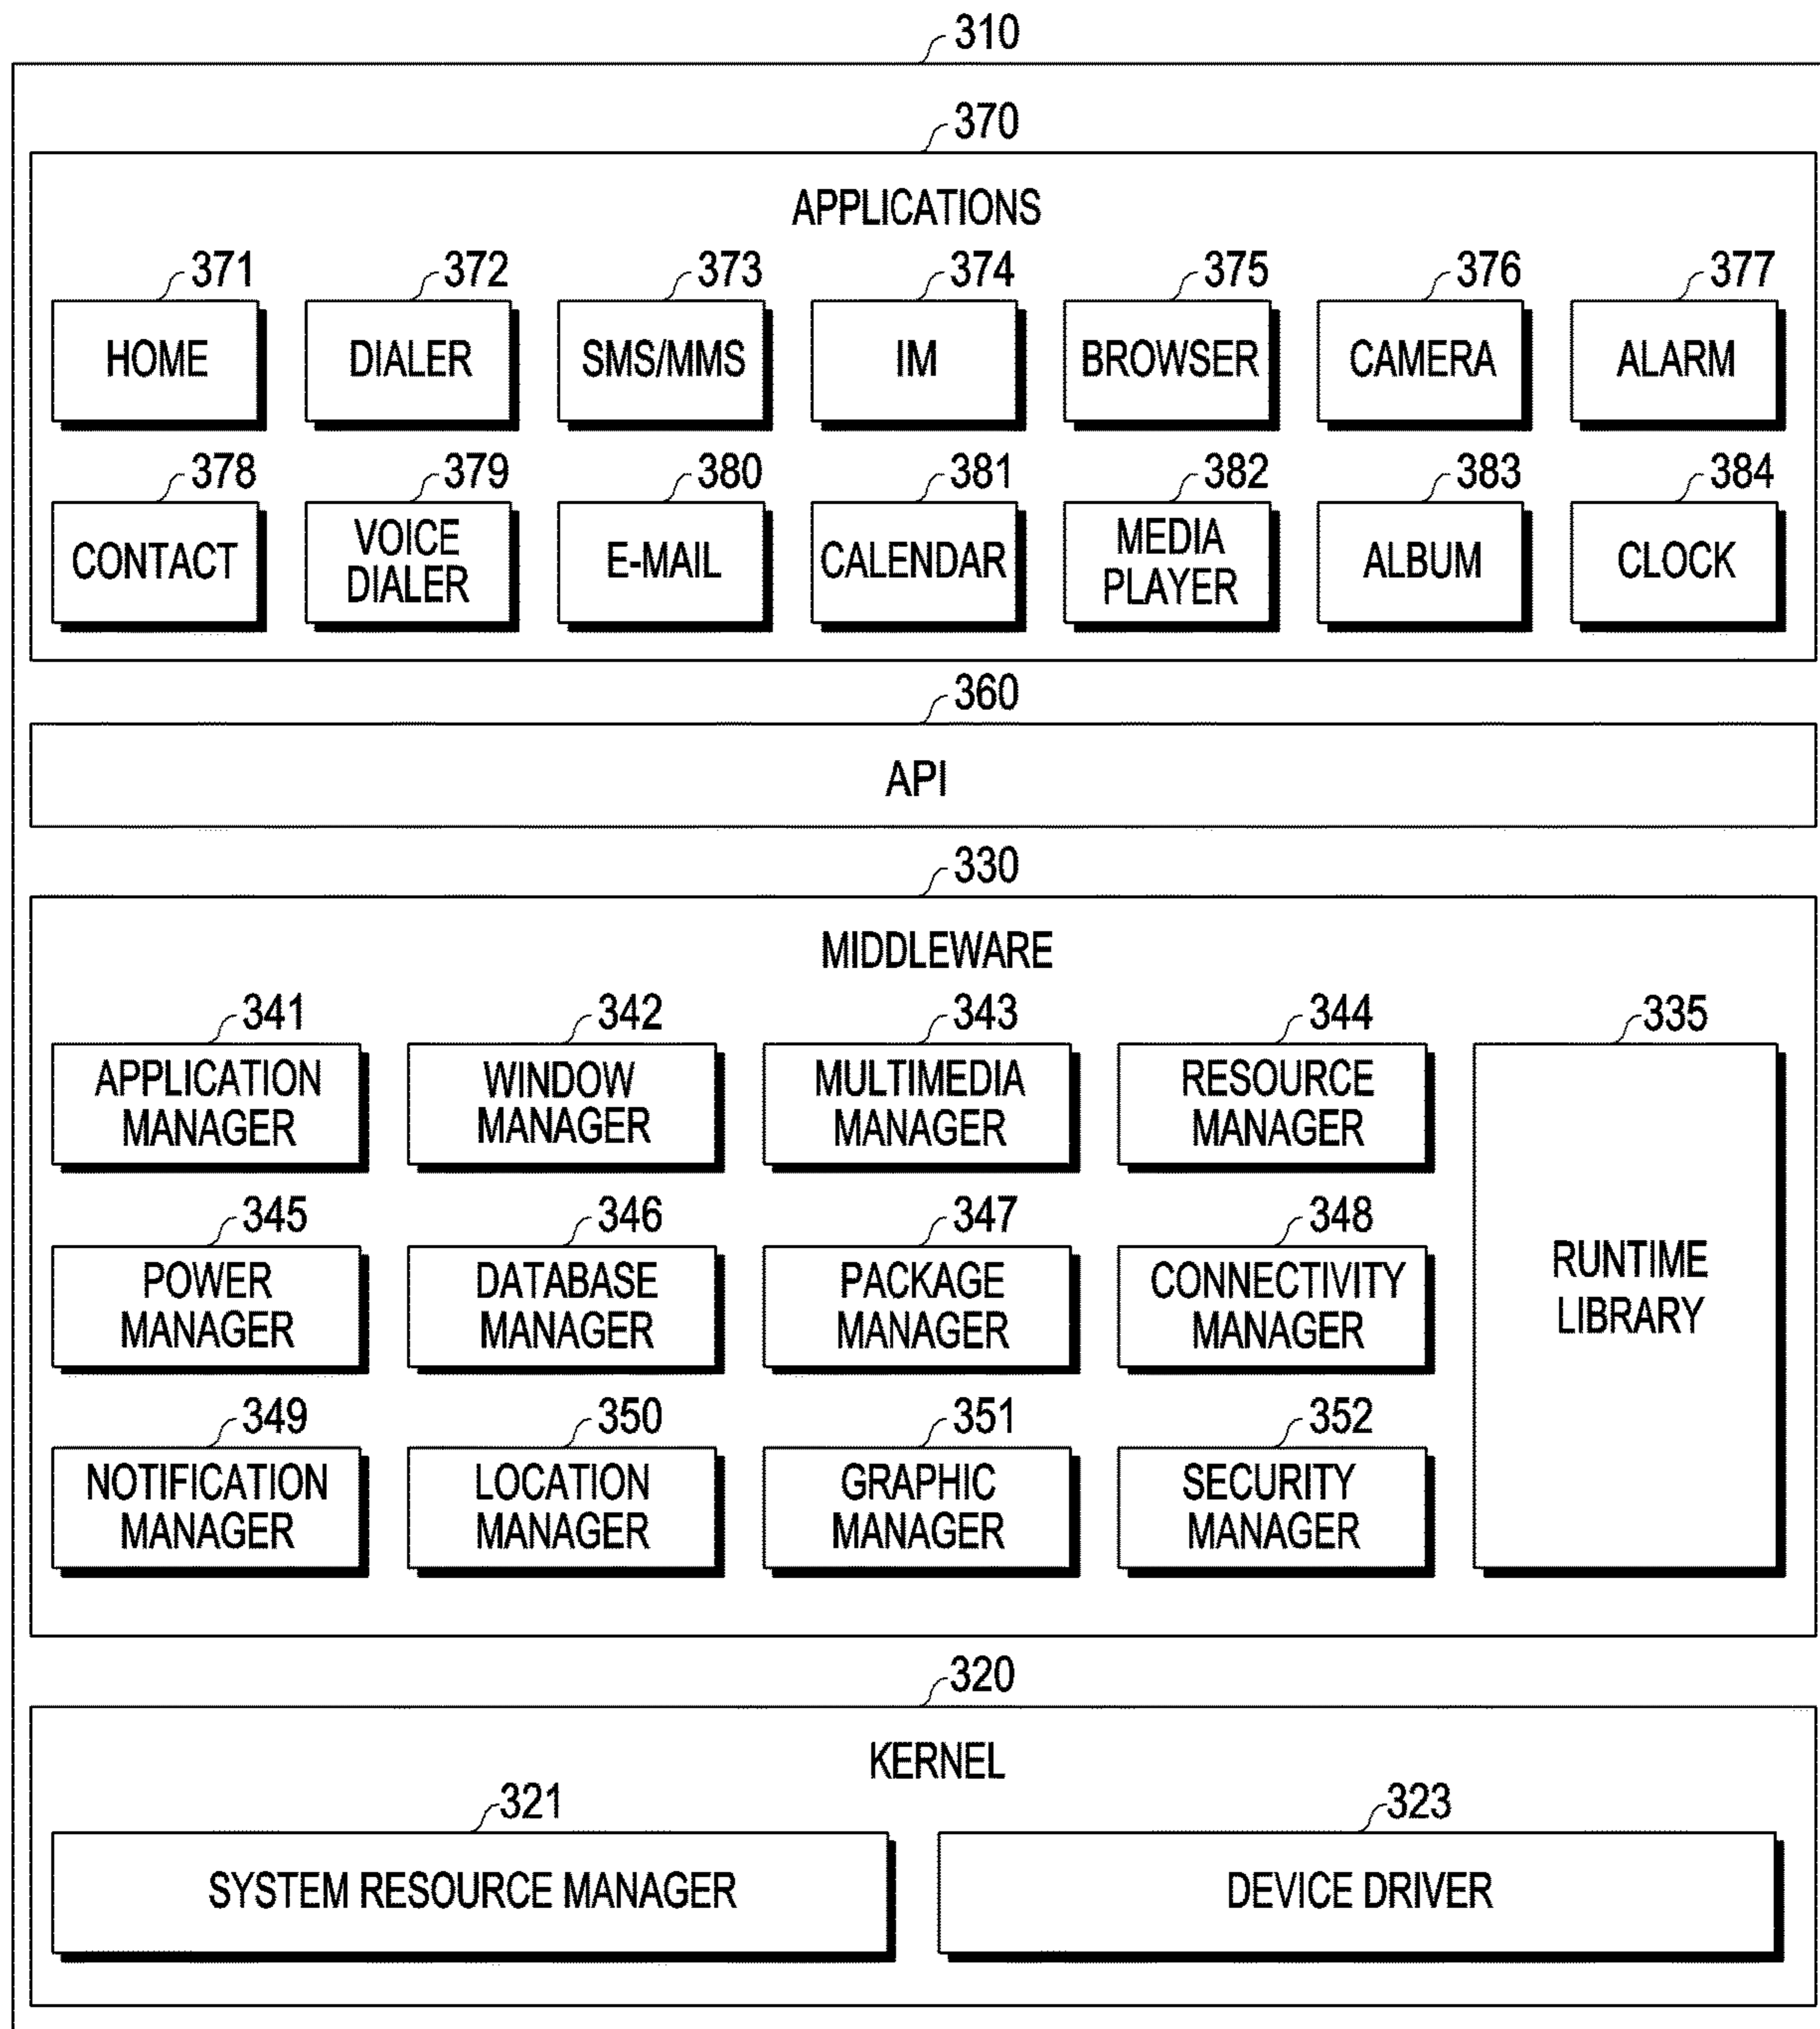 310
370
APPLICATIONS
371 372 373 374 375 376 377
HOME DIALER SMS/MMS IM BROWSER CAMERA ALARM
378 379 380 381 382 383 384
CONTACT
VOICE
DIALER
E-MAIL
CALENDAR
MEDIA
PLAYER
ALBUM
CLOCK
360
API
330
MIDDLEWARE
341
APPLICATION
MANAGER
342
WINDOW
MANAGER
343
MULTIMEDIA
MANAGER
344
RESOURCE
MANAGER
335
RUNTIME
LIBRARY
345
POWER
MANAGER
346
DATABASE
MANAGER
347
PACKAGE
MANAGER
348
CONNECTIVITY
MANAGER
349
NOTIFICATION
MANAGER
350
LOCATION
MANAGER
351
GRAPHIC
MANAGER
352
SECURITY
MANAGER
320
KERNEL
321
SYSTEM RESOURCE MANAGER
323
DEVICE DRIVER